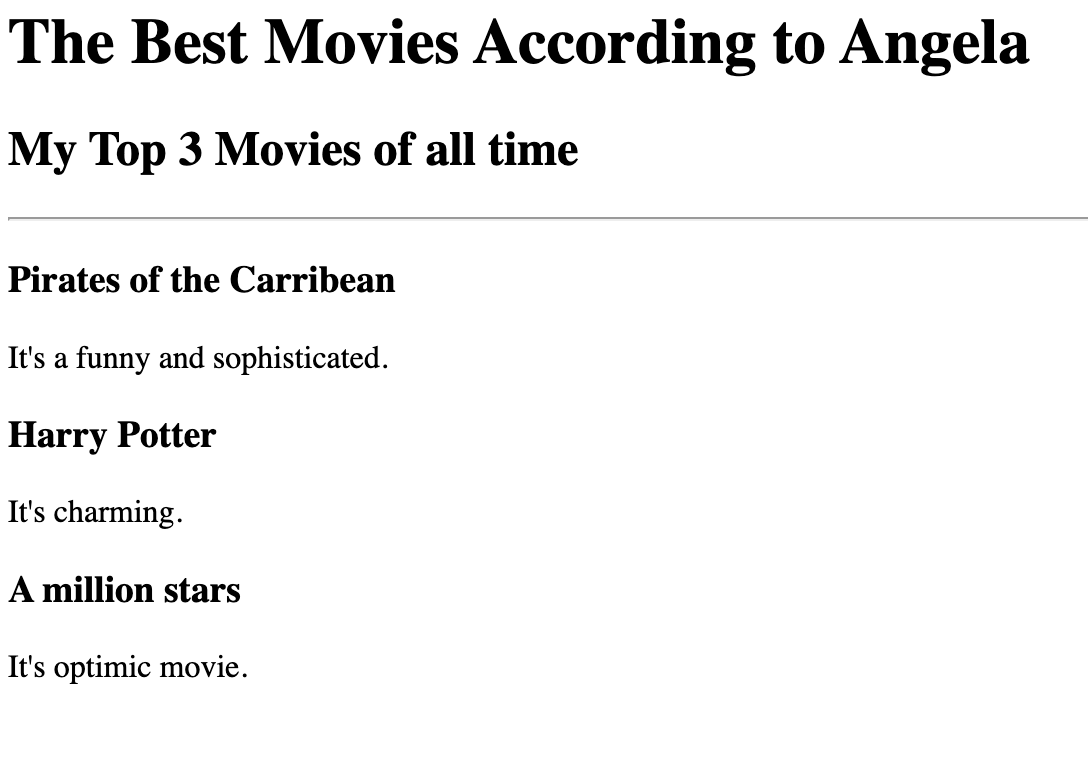 The Best Movies According to Angela
My Top 3 Movies of all time
Pirates of the Carribean
It's a funny and sophisticated.
Harry Potter
It's charming.
A million stars
It's optimic movie.